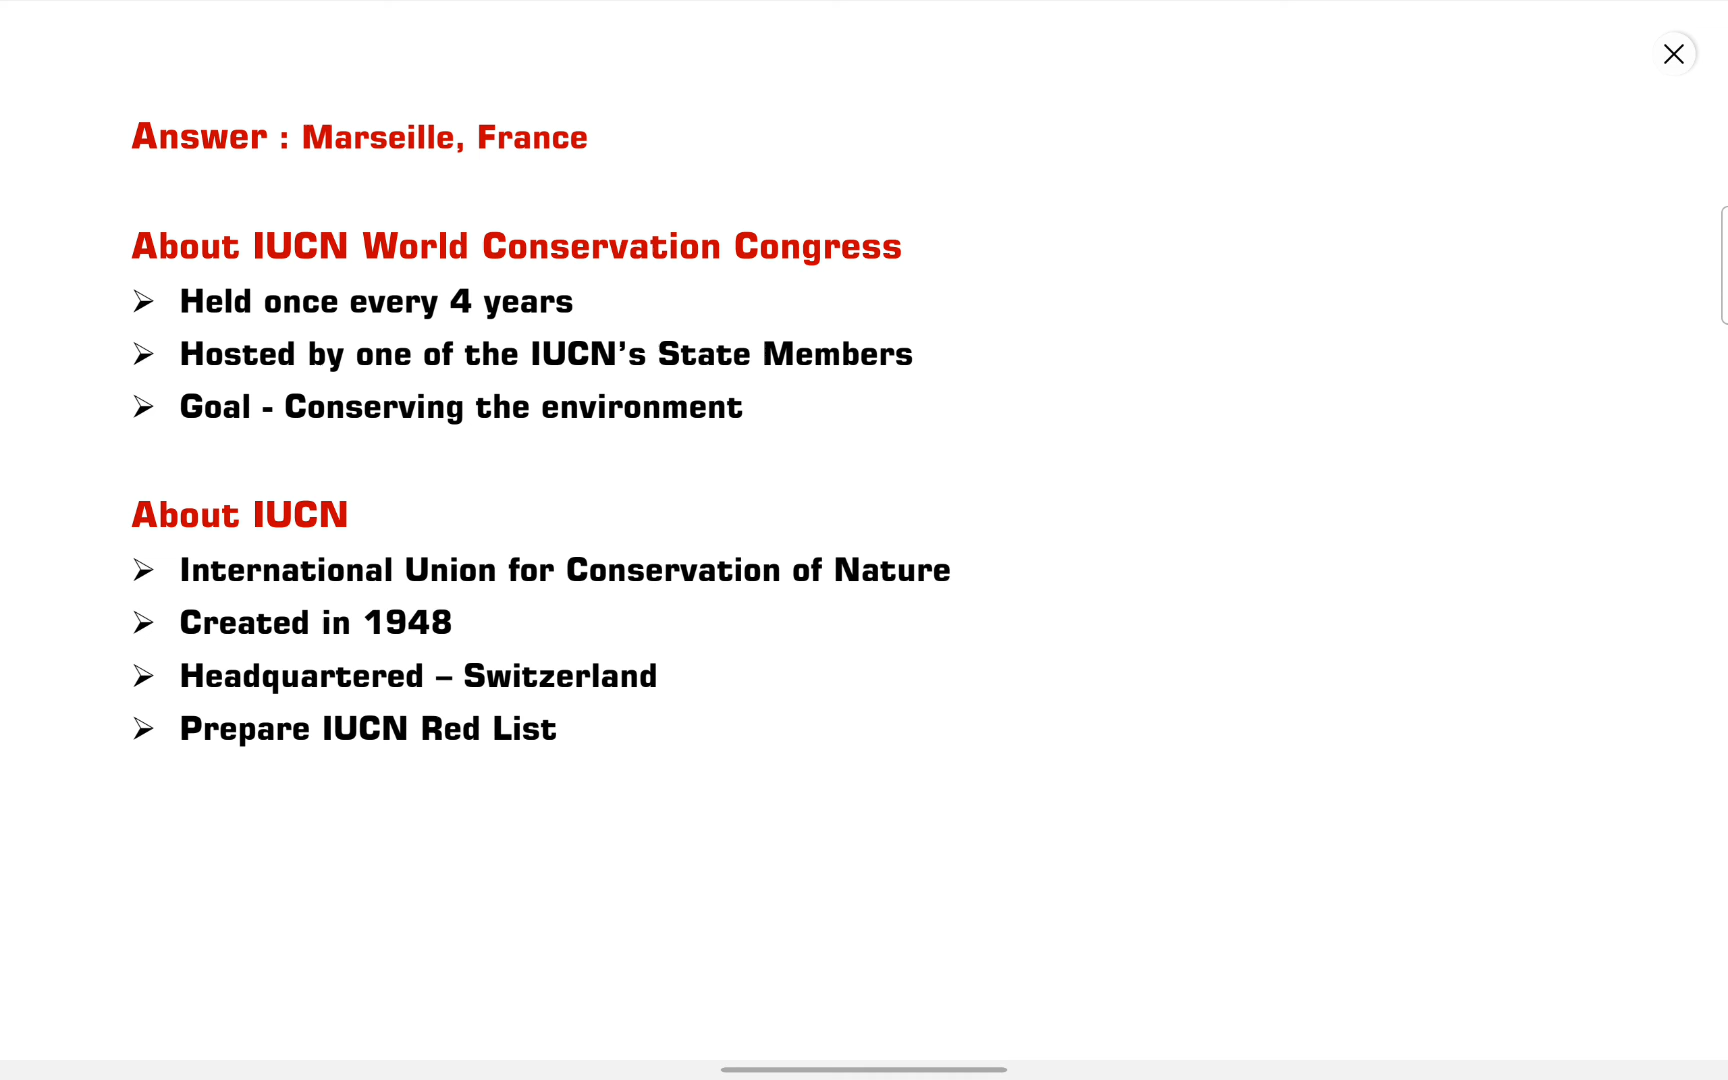 Answer : Marseille, France
About IUCN World Conservation Congress
➢ Held once every 4 years
➢ Hosted by one of the IUCN’s State Members
➢ Goal - Conserving the environment
About IUCN
➢ International Union for Conservation of Nature
➢ Created in 1948
➢ Headquartered – Switzerland
➢ Prepare IUCN Red List